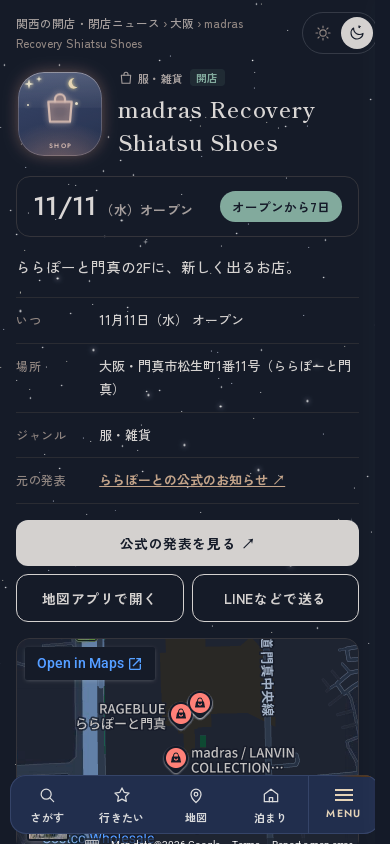 関西の開店・閉店ニュース › 大阪 › madras
Recovery Shiatsu Shoes
SHOP
服・雑貨 開店
madras Recovery
Shiatsu Shoes
11/11 （水）オープン オープンから7日
ららぽーと門真の2Fに、新しく出るお店。
いつ 11月11日（水） オープン
場所 大阪・門真市松生町1番11号（ららぽーと門
真）
ジャンル 服・雑貨
元の発表 ららぽーとの公式のお知らせ ↗
公式の発表を見る ↗
地図アプリで開く LINEなどで送る
Open in Maps
道門真中央線
RAGEBLUE
ららぽーと門真
madras / LANVIN
COLLECTION…
さがす 行きたい 地図 泊まり MENU